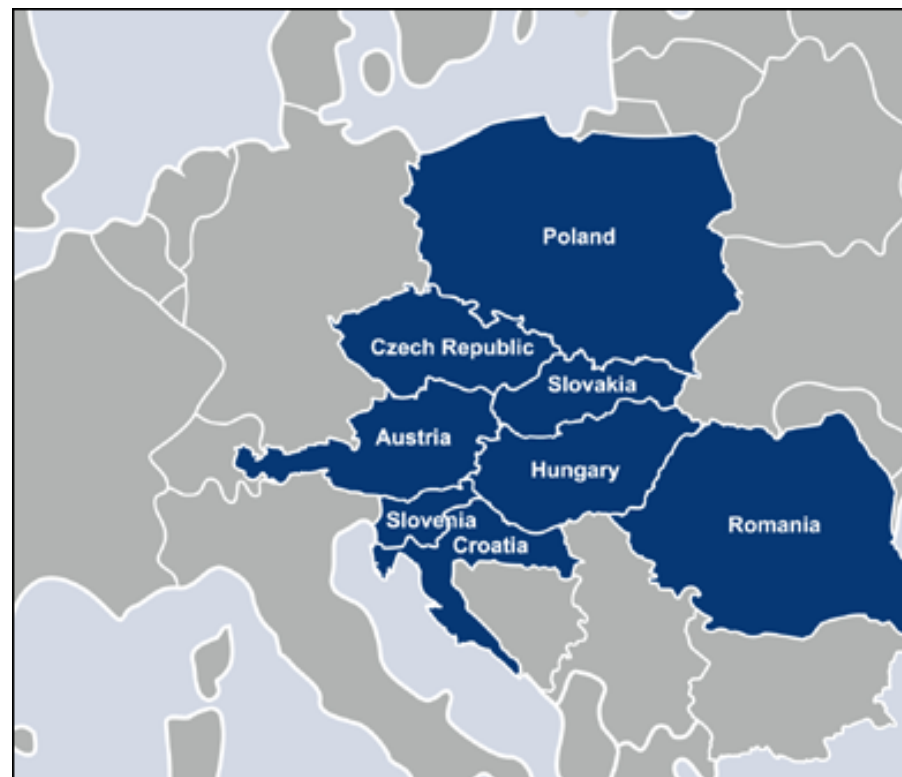 Poland
Czech Republic
Slovakia
Austria
Hungary
Slovenia
Romania
Croatia